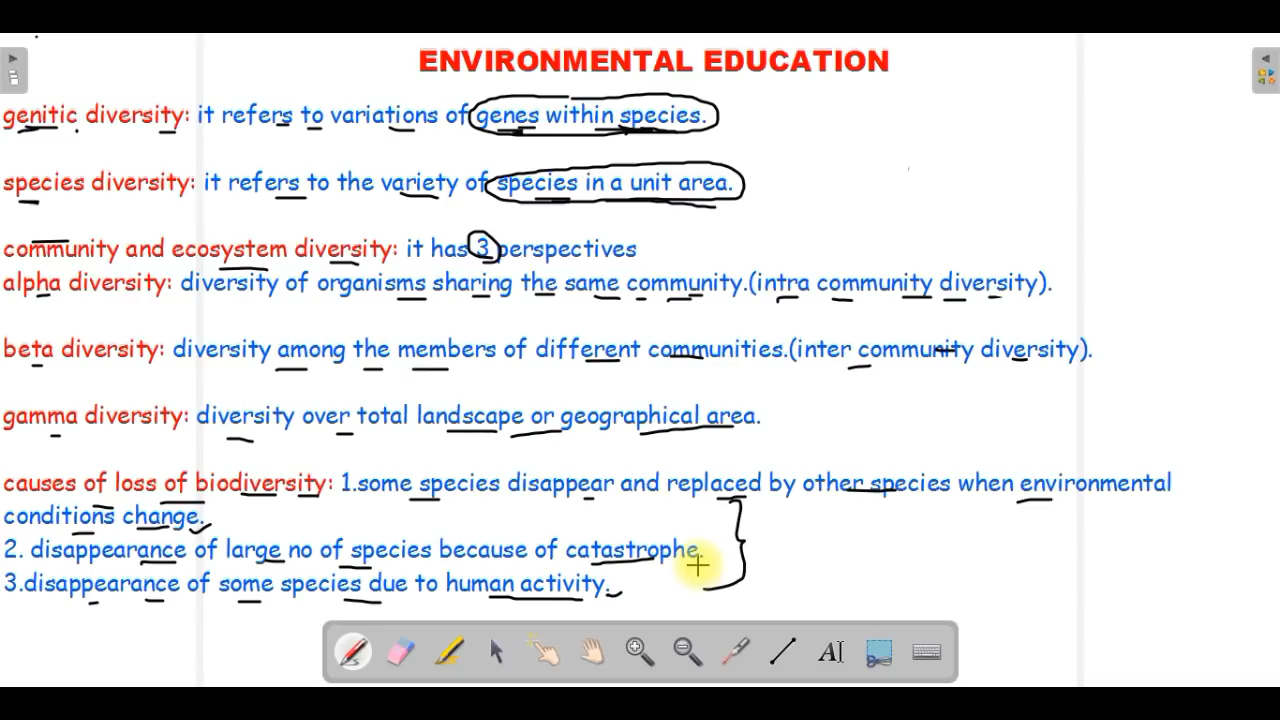 ENVIRONMENTAL EDUCATION
genitic diversity: it refers to variations of genes within species.
species diversity: it refers to the variety of species in a unit area.
community and ecosystem diversity: it has 3 perspectives
alpha diversity: diversity of organisms sharing the same community.(intra community diversity).
beta diversity: diversity among the members of different communities.(inter community diversity).
gamma diversity: diversity over total landscape or geographical area.
causes of loss of biodiversity: 1.some species disappear and replaced by other species when environmental
conditions change.
2. disappearance of large no of species because of catastrophe.
3.disappearance of some species due to human activity.
AI